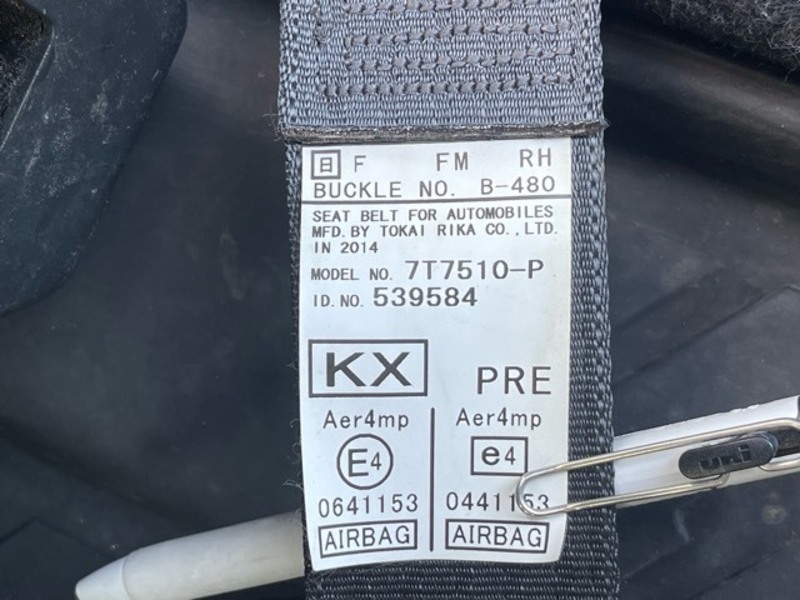 日 F FM RH
BUCKLE NO. B-480
SEAT BELT FOR AUTOMOBILES
MFD. BY TOKAI RIKA CO.,LTD.
IN 2014
MODEL NO. 7T7510-P
ID.NO. 539584
KX PRE
Aer4mp Aer4mp
E4 e4
0641153 0441153
AIRBAG AIRBAG
uni